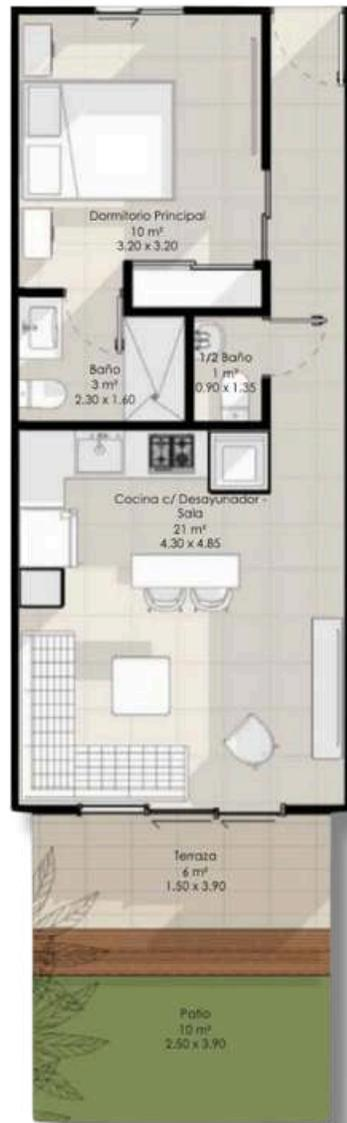 Dormitorio Principal
10 m²
3.20 x 3.20
Baño
3 m²
2.30 x 1.60
1/2 Baño
1 m²
0.90 x 1.35
Cocina c/ Desayunador -
Sala
21 m²
4.30 x 4.85
Terraza
6 m²
1.50 x 3.90
Patio
10 m²
2.50 x 3.90